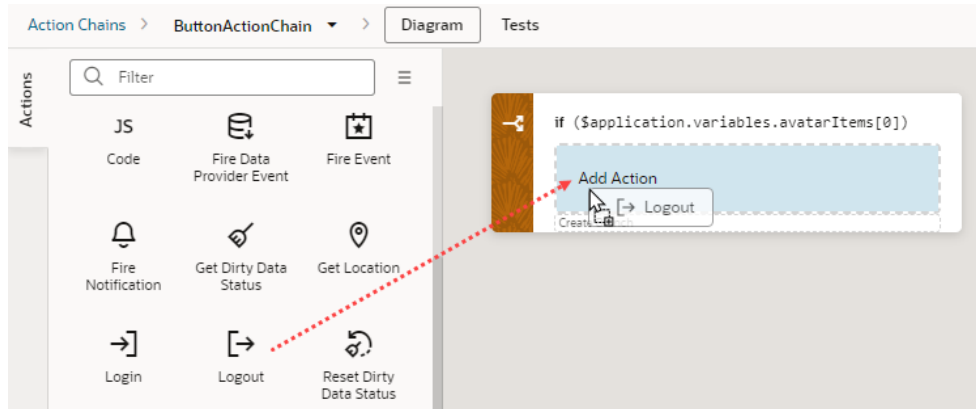 Action Chains > ButtonActionChain > Diagram Tests
Actions
Filter
JS
Code
Fire Data
Provider Event
Fire Event
Fire
Notification
Get Dirty Data
Status
Get Location
Login
Logout
Reset Dirty
Data Status
if ($application.variables.avatarItems[0])
Add Action
Logout